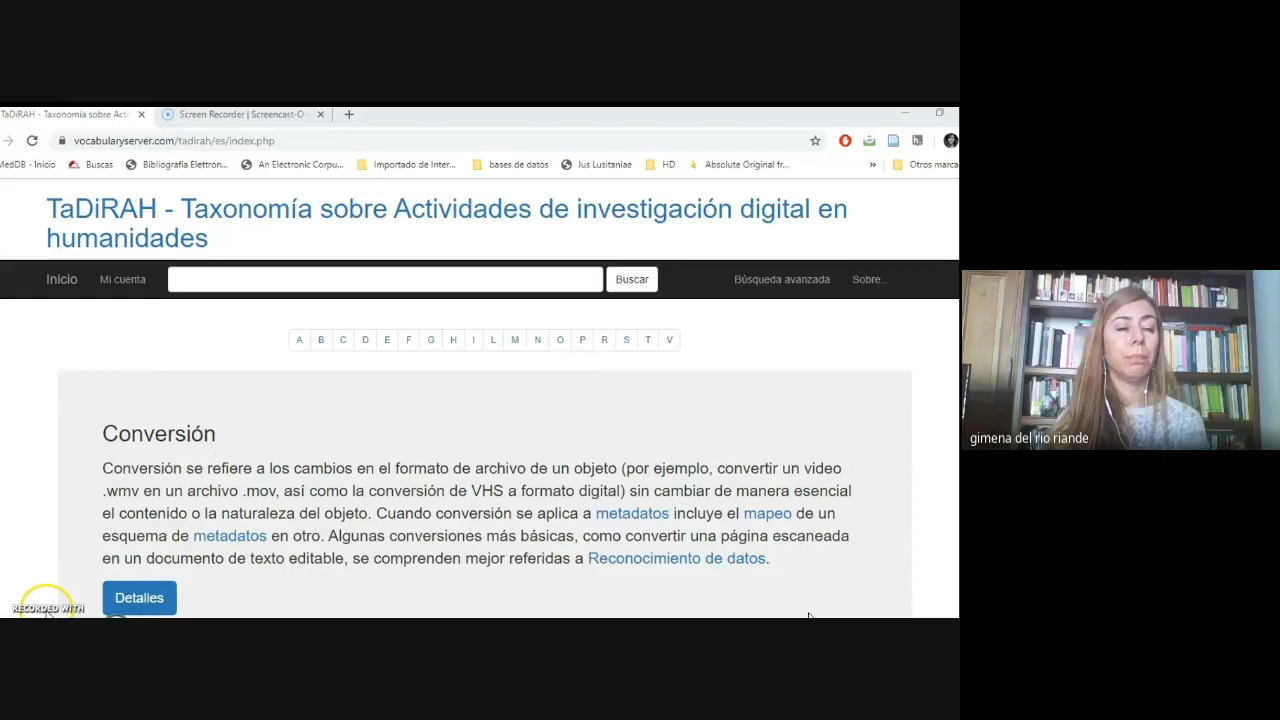 TaDiRAH - Taxonomía sobre Acti
Screen Recorder | Screencast-O-
vocabularyserver.com/tadirah/es/index.php
MedDB - Inicio
Buscas
Bibliografía Elettron...
An Electronic Corpu...
Importado de Inter...
bases de datos
Ius Lusitaniae
HD
Absolute Original fr...
»
Otros marca
TaDiRAH - Taxonomía sobre Actividades de investigación digital en
humanidades
Inicio
Mi cuenta
Buscar
Búsqueda avanzada
Sobre...
A B C D E F G H I L M N O P R S T V
Conversión
Conversión se refiere a los cambios en el formato de archivo de un objeto (por ejemplo, convertir un video
.wmv en un archivo .mov, así como la conversión de VHS a formato digital) sin cambiar de manera esencial
el contenido o la naturaleza del objeto. Cuando conversión se aplica a metadatos incluye el mapeo de un
esquema de metadatos en otro. Algunas conversiones más básicas, como convertir una página escaneada
en un documento de texto editable, se comprenden mejor referidas a Reconocimiento de datos.
Detalles
RECORDED WITH
gimena del rio riande